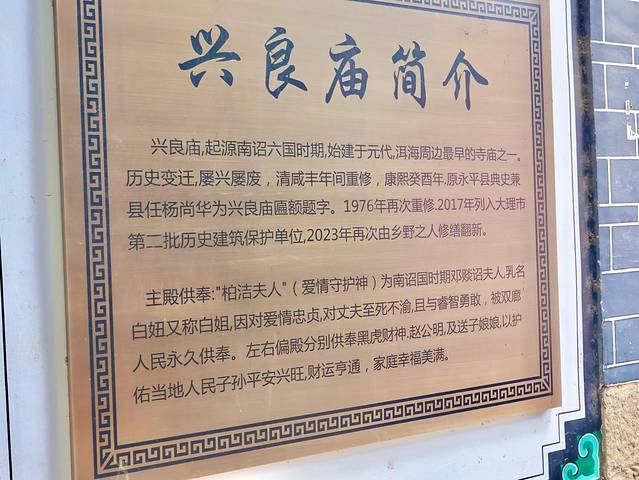 兴良庙简介
兴良庙,起源南诏六国时期,始建于元代,洱海周边最早的寺庙之一。
历史变迁,屡兴屡废，清咸丰年间重修，康熙癸酉年.原永平县典史兼
县任杨尚华为兴良庙匾额题字。1976年再次重修.2017年列入大理市
第二批历史建筑保护单位,2023年再次由乡野之人修缮翻新。
主殿供奉:"柏洁夫人"（爱情守护神）为南诏国时期邓赕诏夫人,乳名
白妞又称白姐,因对爱情忠贞,对丈夫至死不渝,且与睿智勇敢，被双廊
人民永久供奉。左右偏殿分别供奉黑虎财神,赵公明,及送子娘娘,以护
佑当地人民子孙平安兴旺,财运亨通，家庭幸福美满。